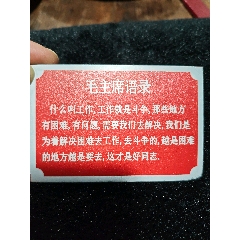 毛主席语录
什么叫工作,工作就是斗争,那些地方
有困难,有问题,需要我们去解决,我们是
为着解决困难去工作,去斗争的,越是困难
的地方越是要去,这才是好同志.